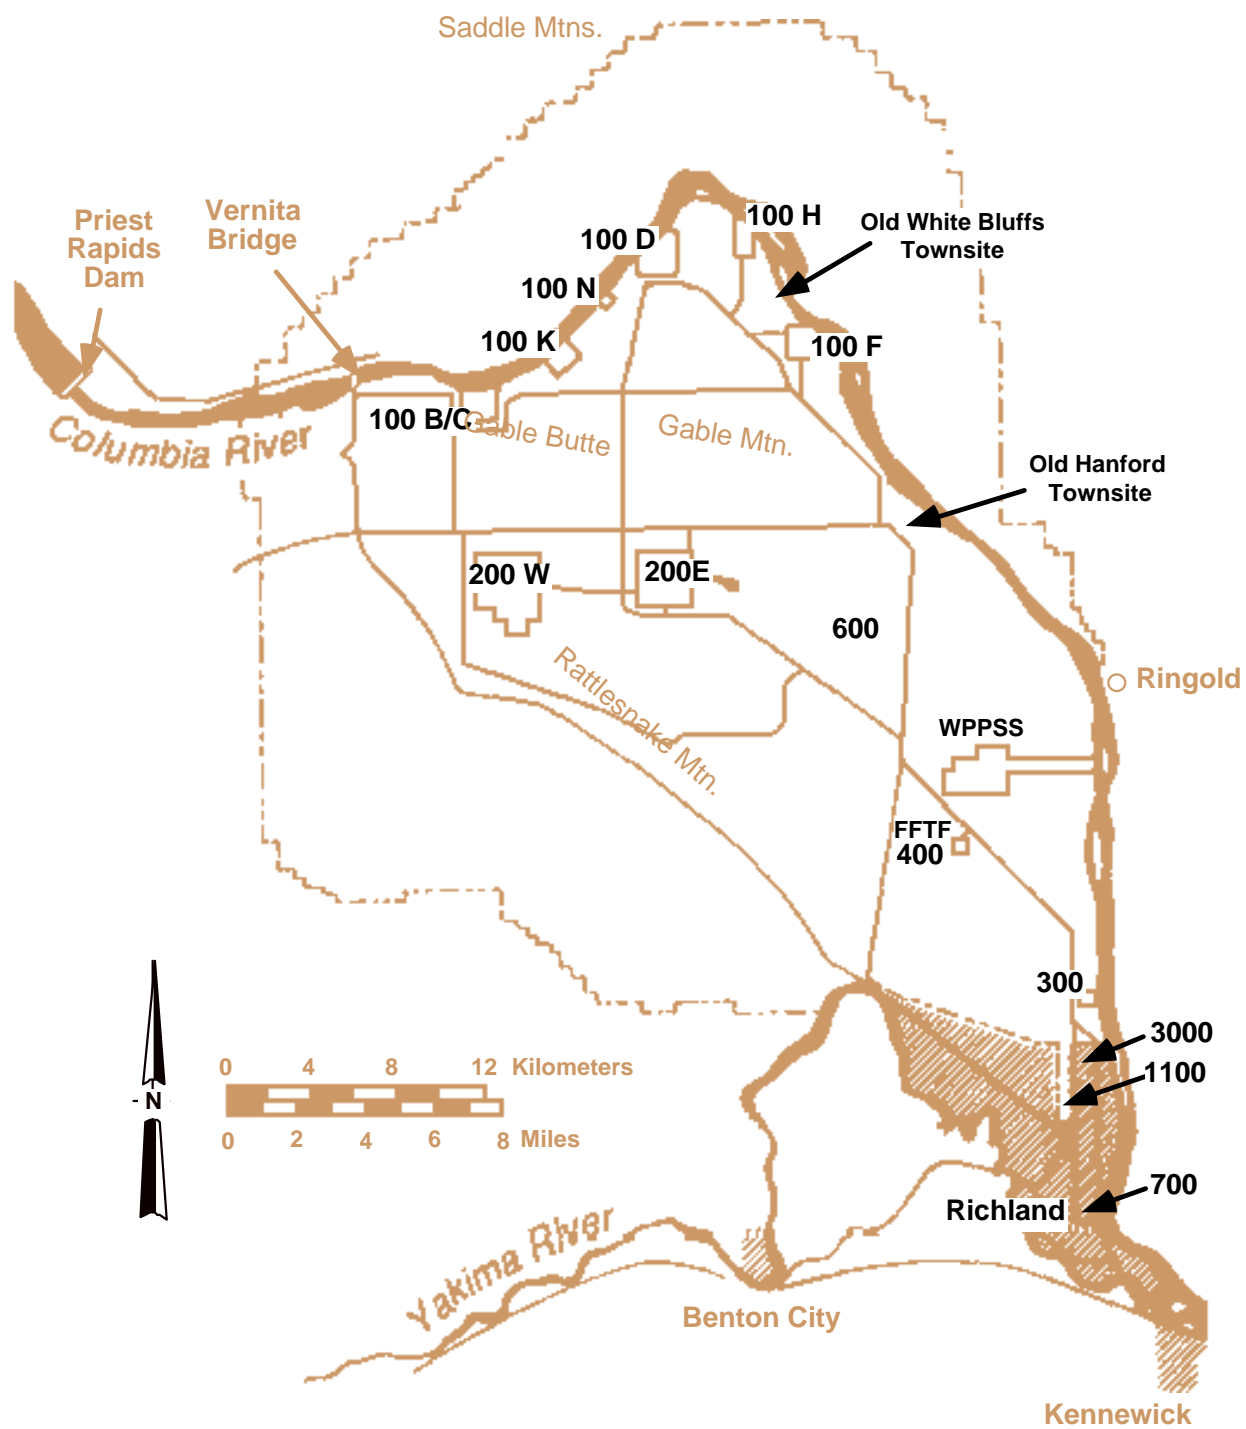 Saddle Mtns.
Priest
Rapids
Dam
Vernita
Bridge
100 H
Old White Bluffs
Townsite
100 D
100 N
100 K
100 F
Columbia River
100 B/C
Gable Butte
Gable Mtn.
Old Hanford
Townsite
200 W
200E
600
Rattlesnake Mtn.
Ringold
WPPSS
FFTF
400
300
3000
1100
0 4 8 12 Kilometers
N
0 2 4 6 8 Miles
700
Richland
Yakima River
Benton City
Kennewick